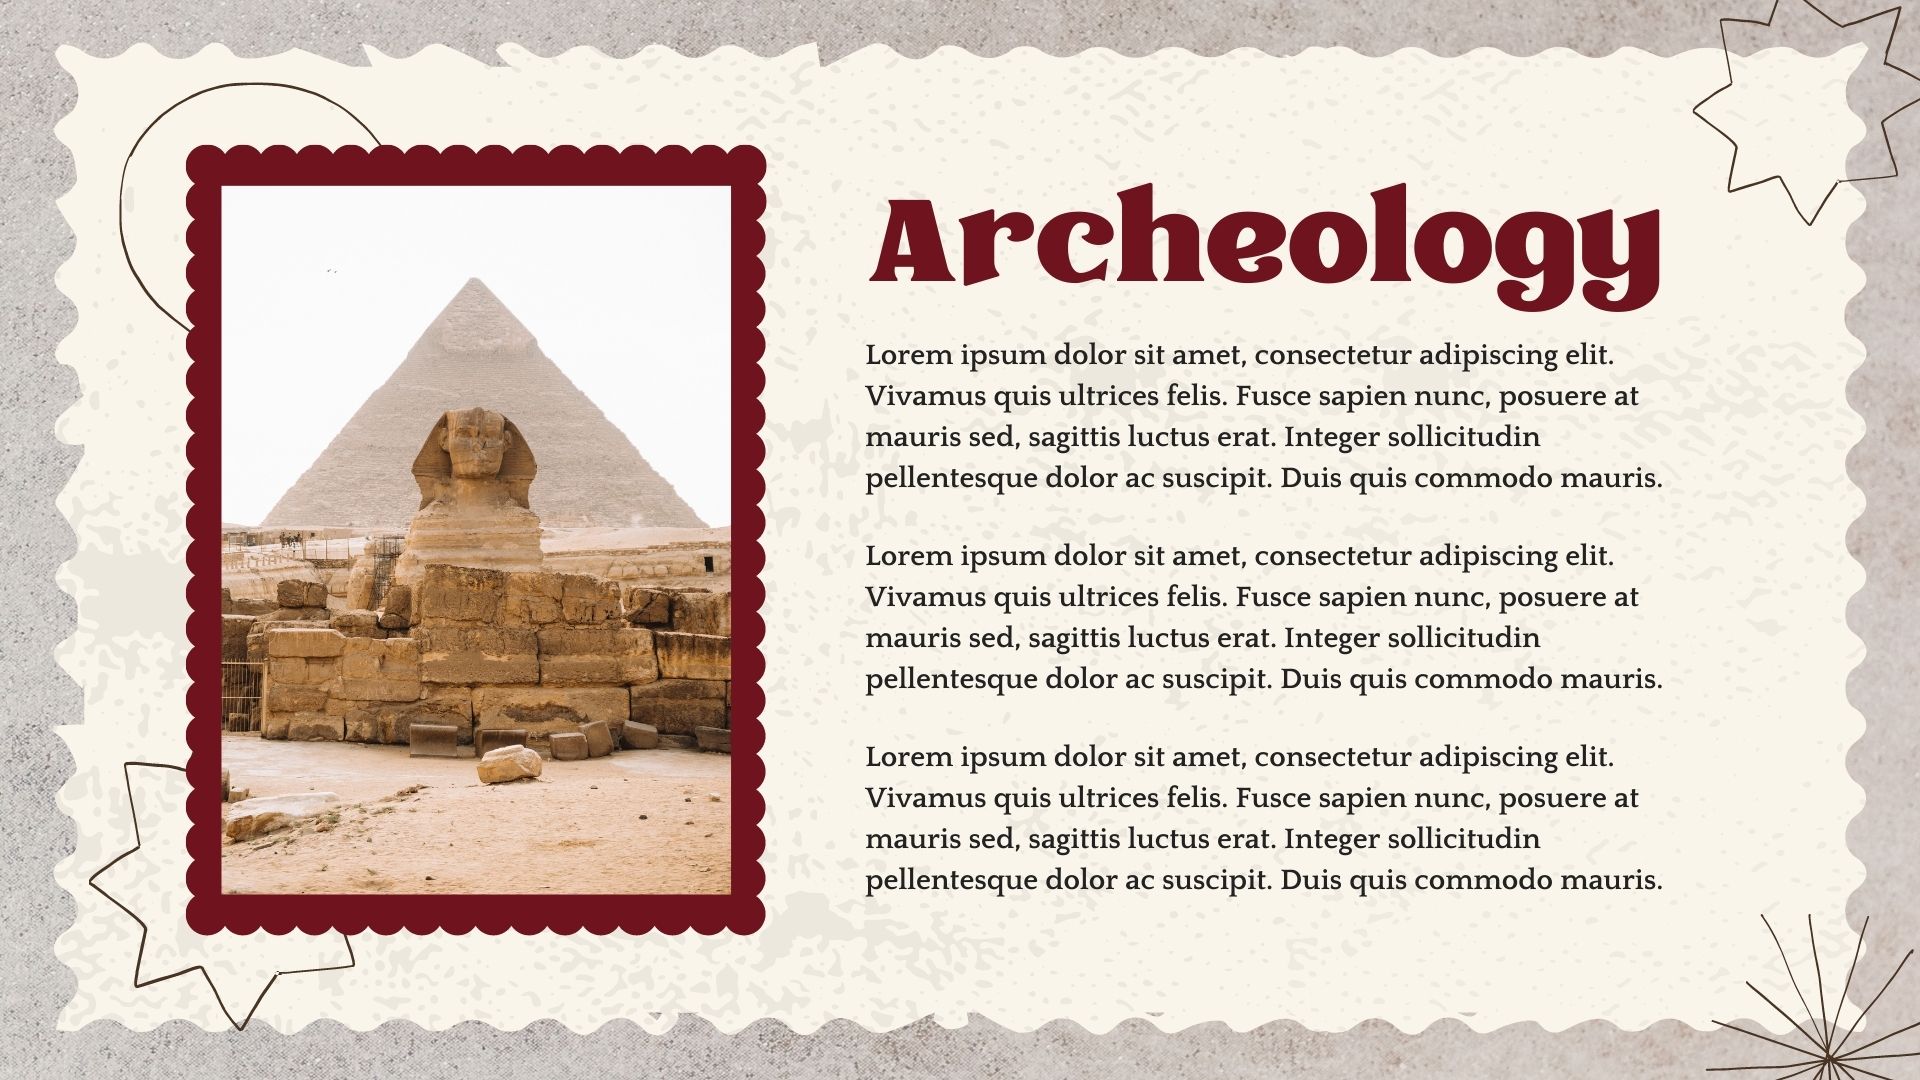 Archeology
Lorem ipsum dolor sit amet, consectetur adipiscing elit.
Vivamus quis ultrices felis. Fusce sapien nunc, posuere at
mauris sed, sagittis luctus erat. Integer sollicitudin
pellentesque dolor ac suscipit. Duis quis commodo mauris.
Lorem ipsum dolor sit amet, consectetur adipiscing elit.
Vivamus quis ultrices felis. Fusce sapien nunc, posuere at
mauris sed, sagittis luctus erat. Integer sollicitudin
pellentesque dolor ac suscipit. Duis quis commodo mauris.
Lorem ipsum dolor sit amet, consectetur adipiscing elit.
Vivamus quis ultrices felis. Fusce sapien nunc, posuere at
mauris sed, sagittis luctus erat. Integer sollicitudin
pellentesque dolor ac suscipit. Duis quis commodo mauris.